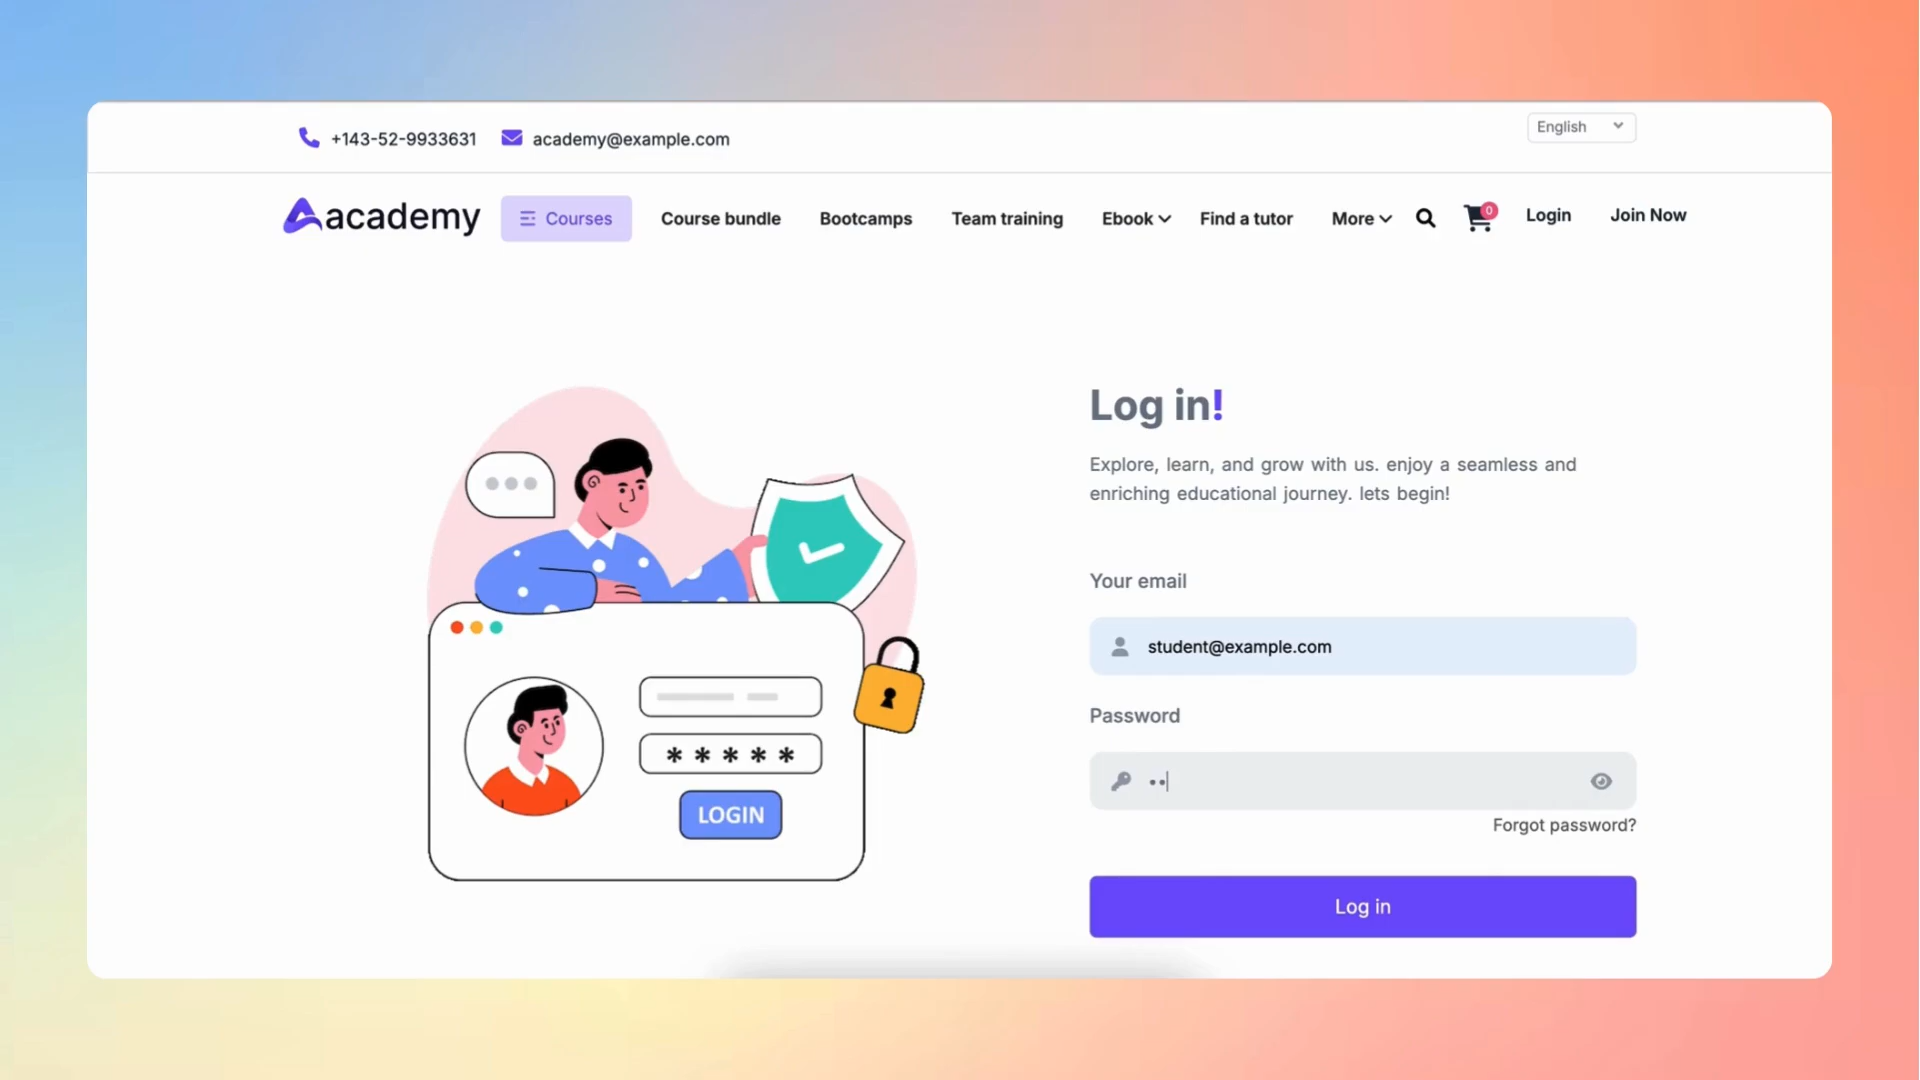 +143-52-9933631 academy@example.com
English
academy Courses Course bundle Bootcamps Team training Ebook Find a tutor More 0 Login Join Now
Log in!
Explore, learn, and grow with us. enjoy a seamless and
enriching educational journey. lets begin!
Your email
student@example.com
Password
••
Forgot password?
Log in
* * * * *
LOGIN